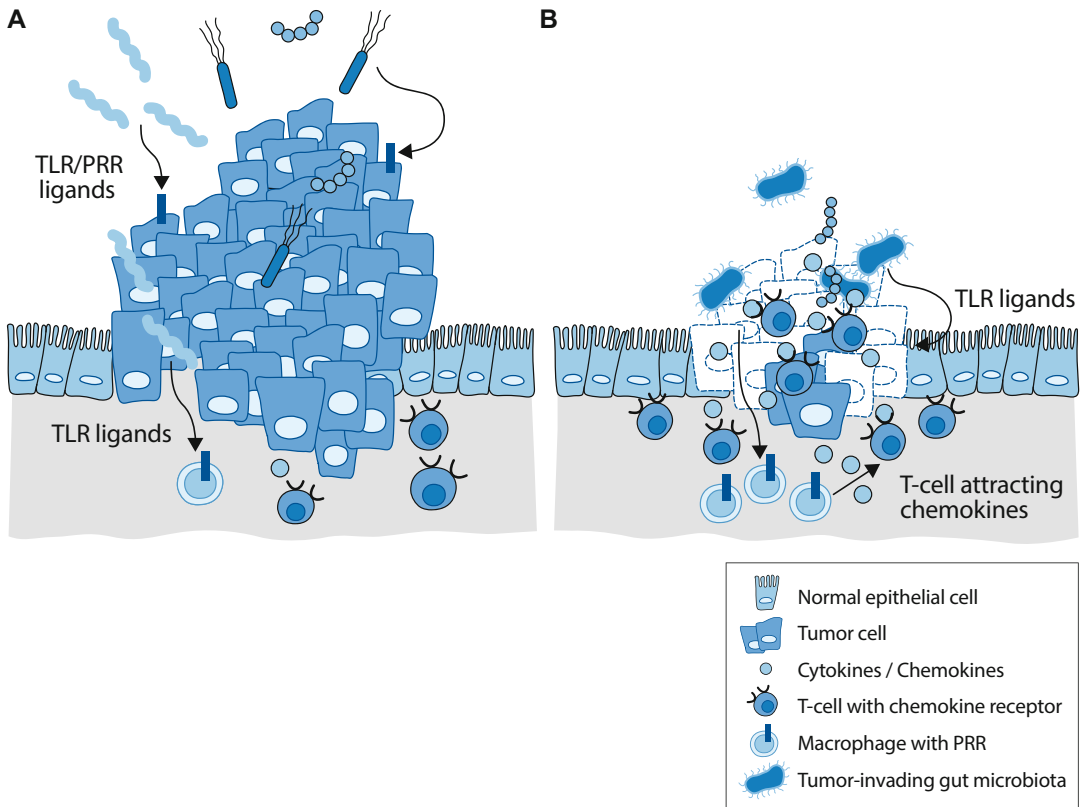 A
TLR/PRR
ligands
TLR ligands
B
TLR ligands
T-cell attracting
chemokines
Normal epithelial cell
Tumor cell
Cytokines / Chemokines
T-cell with chemokine receptor
Macrophage with PRR
Tumor-invading gut microbiota